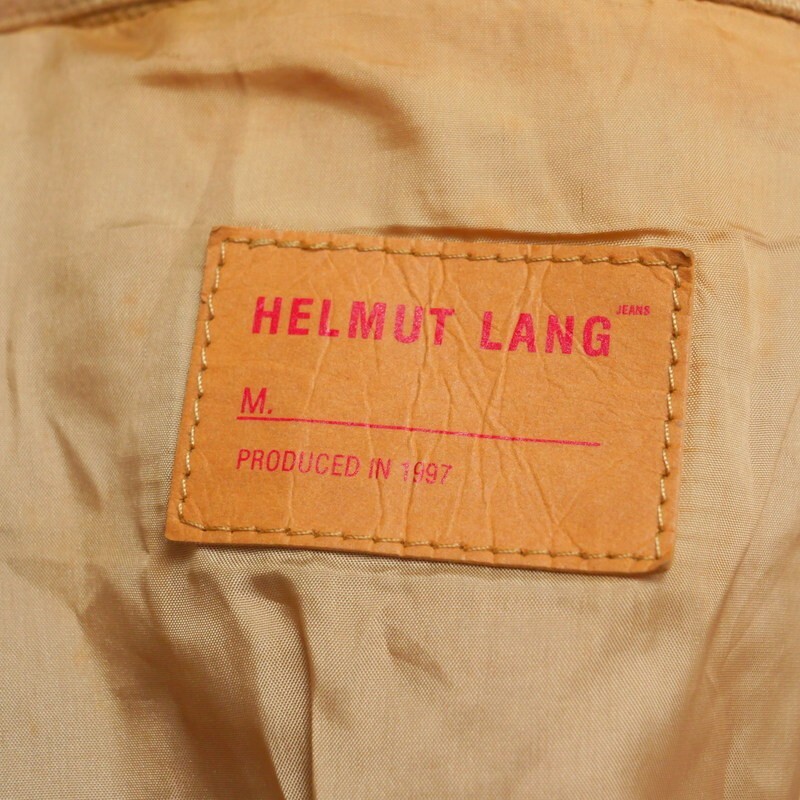 HELMUT LANG JEANS
M.
PRODUCED IN 1997